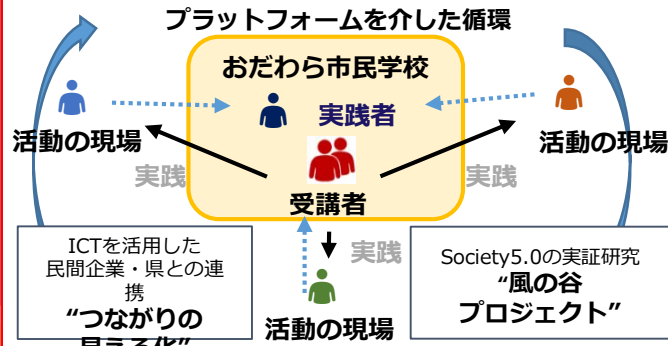 プラットフォームを介した循環
おだわら市民学校
実践者
活動の現場
活動の現場
実践
実践
受講者
ICTを活用した
民間企業・県との連
携
“つながりの
見える化”
実践
活動の現場
Society5.0の実証研究
“風の谷
プロジェクト”